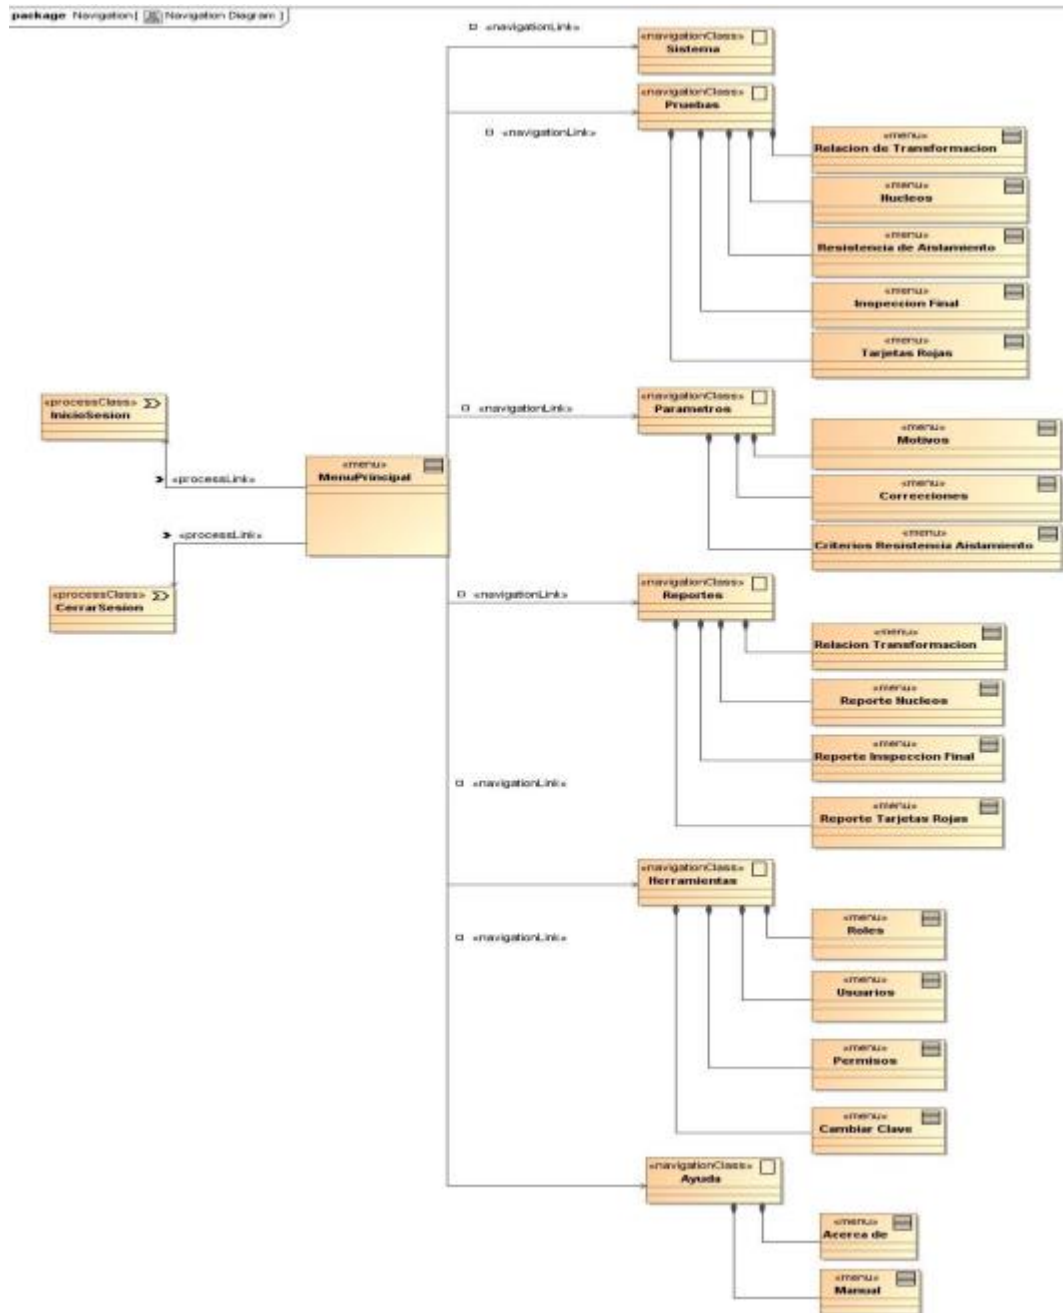 package Navigation [ Navigation Diagram ]
«navigationLink»
«navigationClass»
Sistema
«navigationClass»
Pruebas
«navigationLink»
«menu»
Relacion de Transformacion
«menu»
Nucleos
«menu»
Resistencia de Aislamiento
«menu»
Inspeccion Final
«menu»
Tarjetas Rojas
«processClass»
InicioSesion
«navigationLink»
«navigationClass»
Parametros
«menu»
Motivos
«processLink»
«menu»
MenuPrincipal
«menu»
Correcciones
«processLink»
«menu»
Criterios Resistencia Aislamiento
«processClass»
CerrarSesion
«navigationLink»
«navigationClass»
Reportes
«menu»
Relacion Transformacion
«menu»
Reporte Nucleos
«menu»
Reporte Inspeccion Final
«navigationLink»
«menu»
Reporte Tarjetas Rojas
«navigationClass»
Herramientas
«navigationLink»
«menu»
Roles
«menu»
Usuarios
«menu»
Permisos
«menu»
Cambiar Clave
«navigationClass»
Ayuda
«menu»
Acerca de
«menu»
Manual